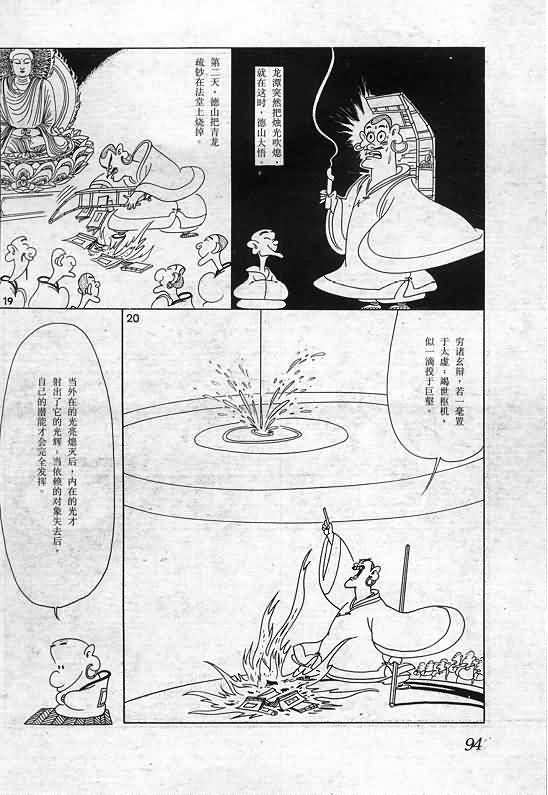 龙潭突然把烛光吹熄，
就在这时，德山大悟。
第二天，德山把青龙
疏钞在法堂上烧掉。
19
20
穷诸玄辩，若一毫置
于太虚；竭世枢机，
似一滴投于巨壑。
当外在的光亮熄灭后，内在的光才
射出了它的光辉。当依赖的对象失去后，
自己的潜能才会完全发挥。
94